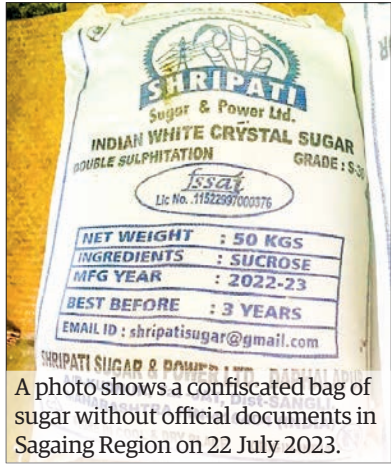 SHRIPATI
Sugar & Power Ltd.
INDIAN WHITE CRYSTAL SUGAR
DOUBLE SULPHITATION GRADE : S-30
fssai
Lic No. .11522997000376
NET WEIGHT : 50 KGS
INGREDIENTS : SUCROSE
MFG YEAR : 2022-23
BEST BEFORE : 3 YEARS
EMAIL ID : shripatisugar@gmail.com
SHRIPATI SUGAR & POWER LTD.
Dist-SANGLI
A photo shows a confiscated bag of
sugar without official documents in
Sagaing Region on 22 July 2023.